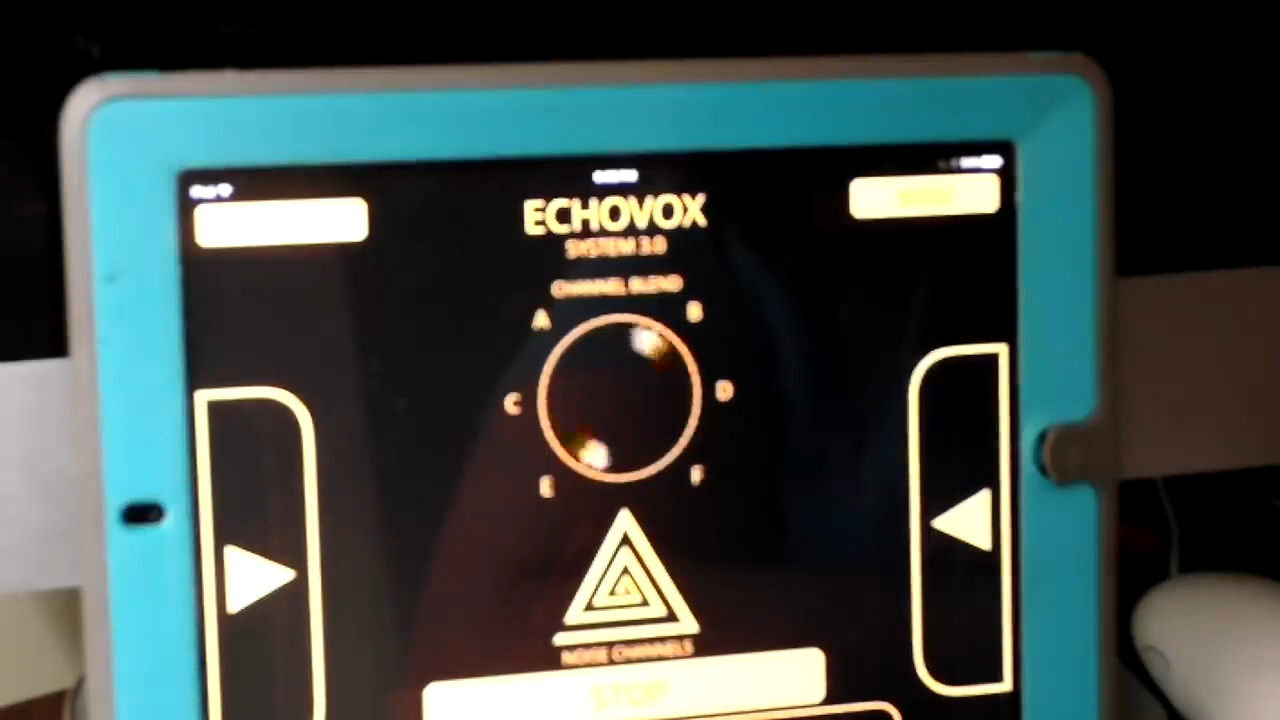 ECHOVOX
SYSTEM 3.0
CHANNEL BLEND
A B
C D
E F
NOISE CHANNELS
STOP